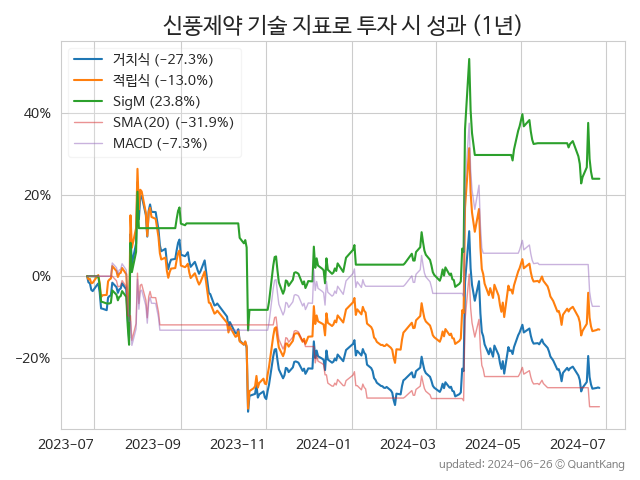 신풍제약 기술 지표로 투자 시 성과 (1년)
거치식 (−27.3%)
적립식 (−13.0%)
SigM (23.8%)
SMA(20) (−31.9%)
MACD (−7.3%)
40%
20%
0%
−20%
2023-07 2023-09 2023-11 2024-01 2024-03 2024-05 2024-07
updated: 2024-06-26 © QuantKang